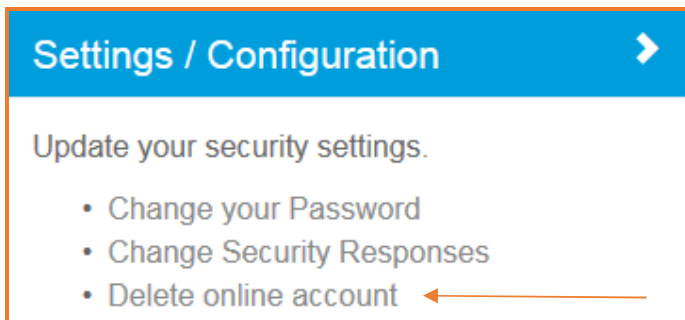 Settings / Configuration
Update your security settings.
• Change your Password
• Change Security Responses
• Delete online account